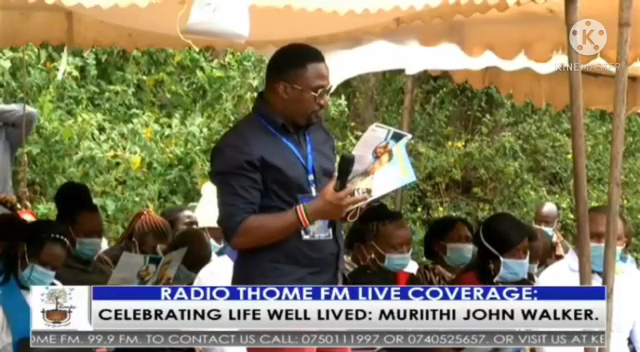 KINEMASTER
RADIO THOME FM LIVE COVERAGE:
CELEBRATING LIFE WELL LIVED: MURIITHI JOHN WALKER.
OME FM. 99.9 FM. TO CONTACT US CALL: 0750111997 OR 0740525657. OR VISIT US AT KE